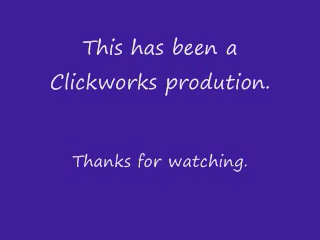 This has been a
Clickworks prodution.
Thanks for watching.